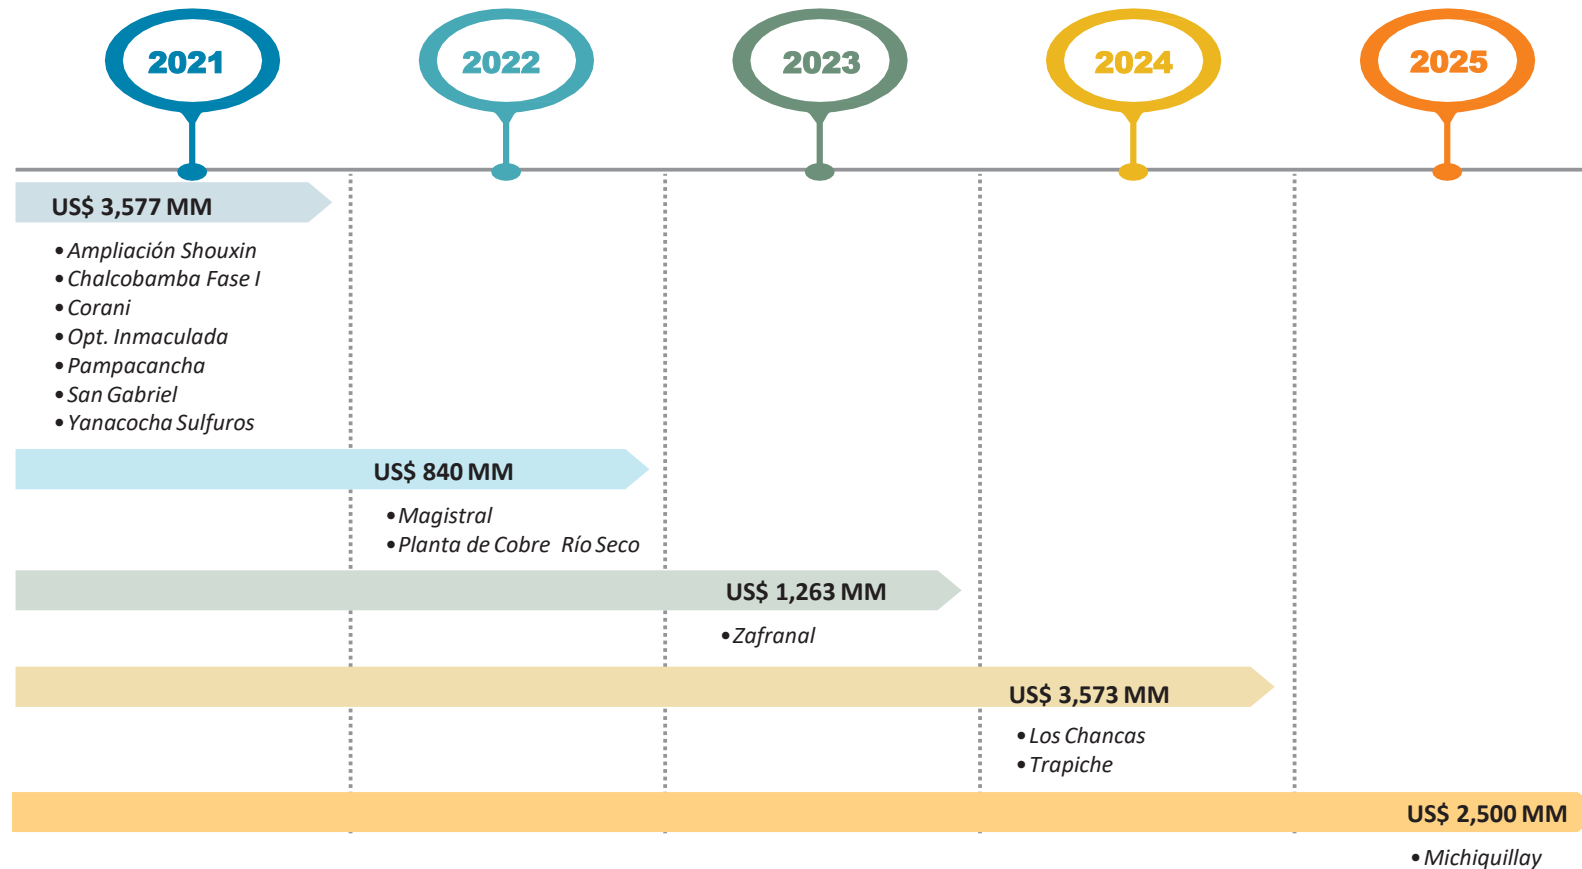 2021
2022
2023
2024
2025
US$ 3,577 MM
• Ampliación Shouxin
• Chalcobamba Fase I
• Corani
• Opt. Inmaculada
• Pampacancha
• San Gabriel
• Yanacocha Sulfuros
US$ 840 MM
• Magistral
• Planta de Cobre Río Seco
US$ 1,263 MM
• Zafranal
US$ 3,573 MM
• Los Chancas
• Trapiche
US$ 2,500 MM
• Michiquillay